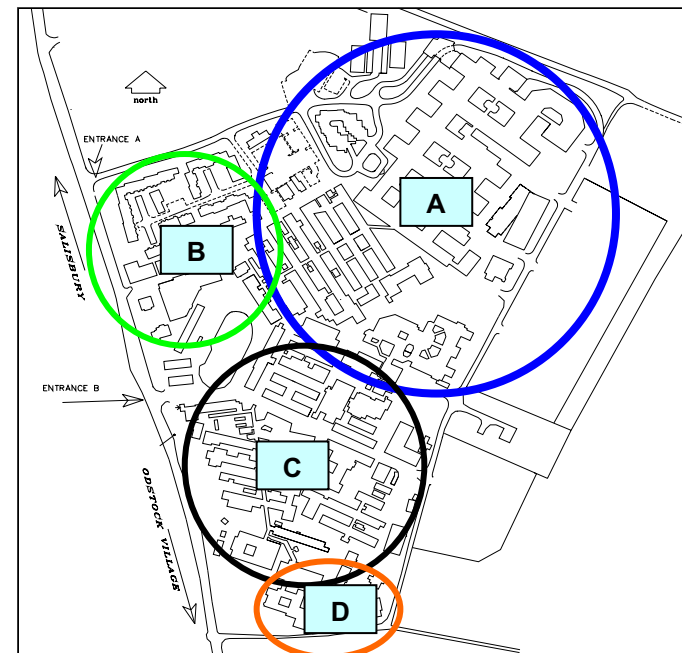 north
ENTRANCE A
A
B
SALISBURY
ENTRANCE B
C
ODSTOCK VILLAGE
D